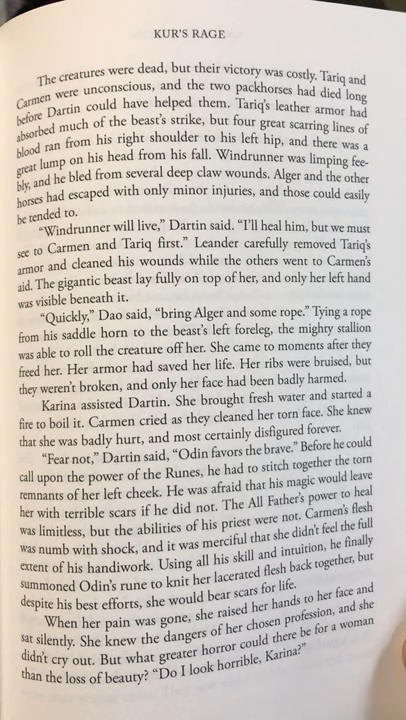 KUR'S RAGE
The creatures were dead, but their victory was costly. Tariq and
Carmen were unconscious, and the two packhorses had died long
before Dartin could have helped them. Tariq's leather armor had
absorbed much of the beast's strike, but four great scarring lines of
blood ran from his right shoulder to his left hip, and there was a
great lump on his head from his fall. Windrunner was limping fee-
bly, and he bled from several deep claw wounds. Alger and the other
horses had escaped with only minor injuries, and those could easily
be tended to.
"Windrunner will live," Dartin said. "I'll heal him, but we must
see to Carmen and Tariq first." Leander carefully removed Tariq's
armor and cleaned his wounds while the others went to Carmen's
aid. The gigantic beast lay fully on top of her, and only her left hand
was visible beneath it.
"Quickly," Dao said, "bring Alger and some rope." Tying a rope
from his saddle horn to the beast's left foreleg, the mighty stallion
was able to roll the creature off her. She came to moments after they
freed her. Her armor had saved her life. Her ribs were bruised, but
they weren't broken, and only her face had been badly harmed.
Karina assisted Dartin. She brought fresh water and started a
fire to boil it. Carmen cried as they cleaned her torn face. She knew
that she was badly hurt, and most certainly disfigured forever.
"Fear not," Dartin said, "Odin favors the brave." Before he could
call upon the power of the Runes, he had to stitch together the torn
remnants of her left cheek. He was afraid that his magic would leave
her with terrible scars if he did not. The All Father's power to heal
was limitless, but the abilities of his priest were not. Carmen's flesh
was numb with shock, and it was merciful that she didn't feel the full
extent of his handiwork. Using all his skill and intuition, he finally
summoned Odin's rune to knit her lacerated flesh back together, but
despite his best efforts, she would bear scars for life.
When her pain was gone, she raised her hands to her face and
sat silently. She knew the dangers of her chosen profession, and she
didn't cry out. But what greater horror could there be for a woman
than the loss of beauty? "Do I look horrible, Karina?"